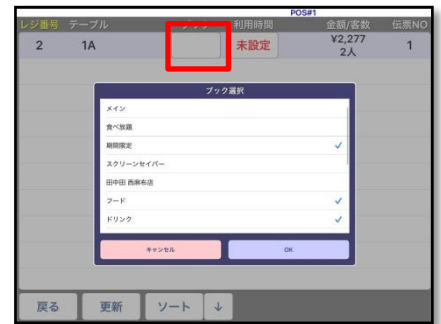 POS#1
レジ番号 テーブル ブック 利用時間 金額/客数 伝票NO
2 1A 未設定 ¥2,277 1
2人
ブック選択
メイン
食べ放題
期間限定
スクリーンセイバー
田中田 西麻布店
フード
ドリンク
キャンセル OK
戻る 更新 ソート ↓